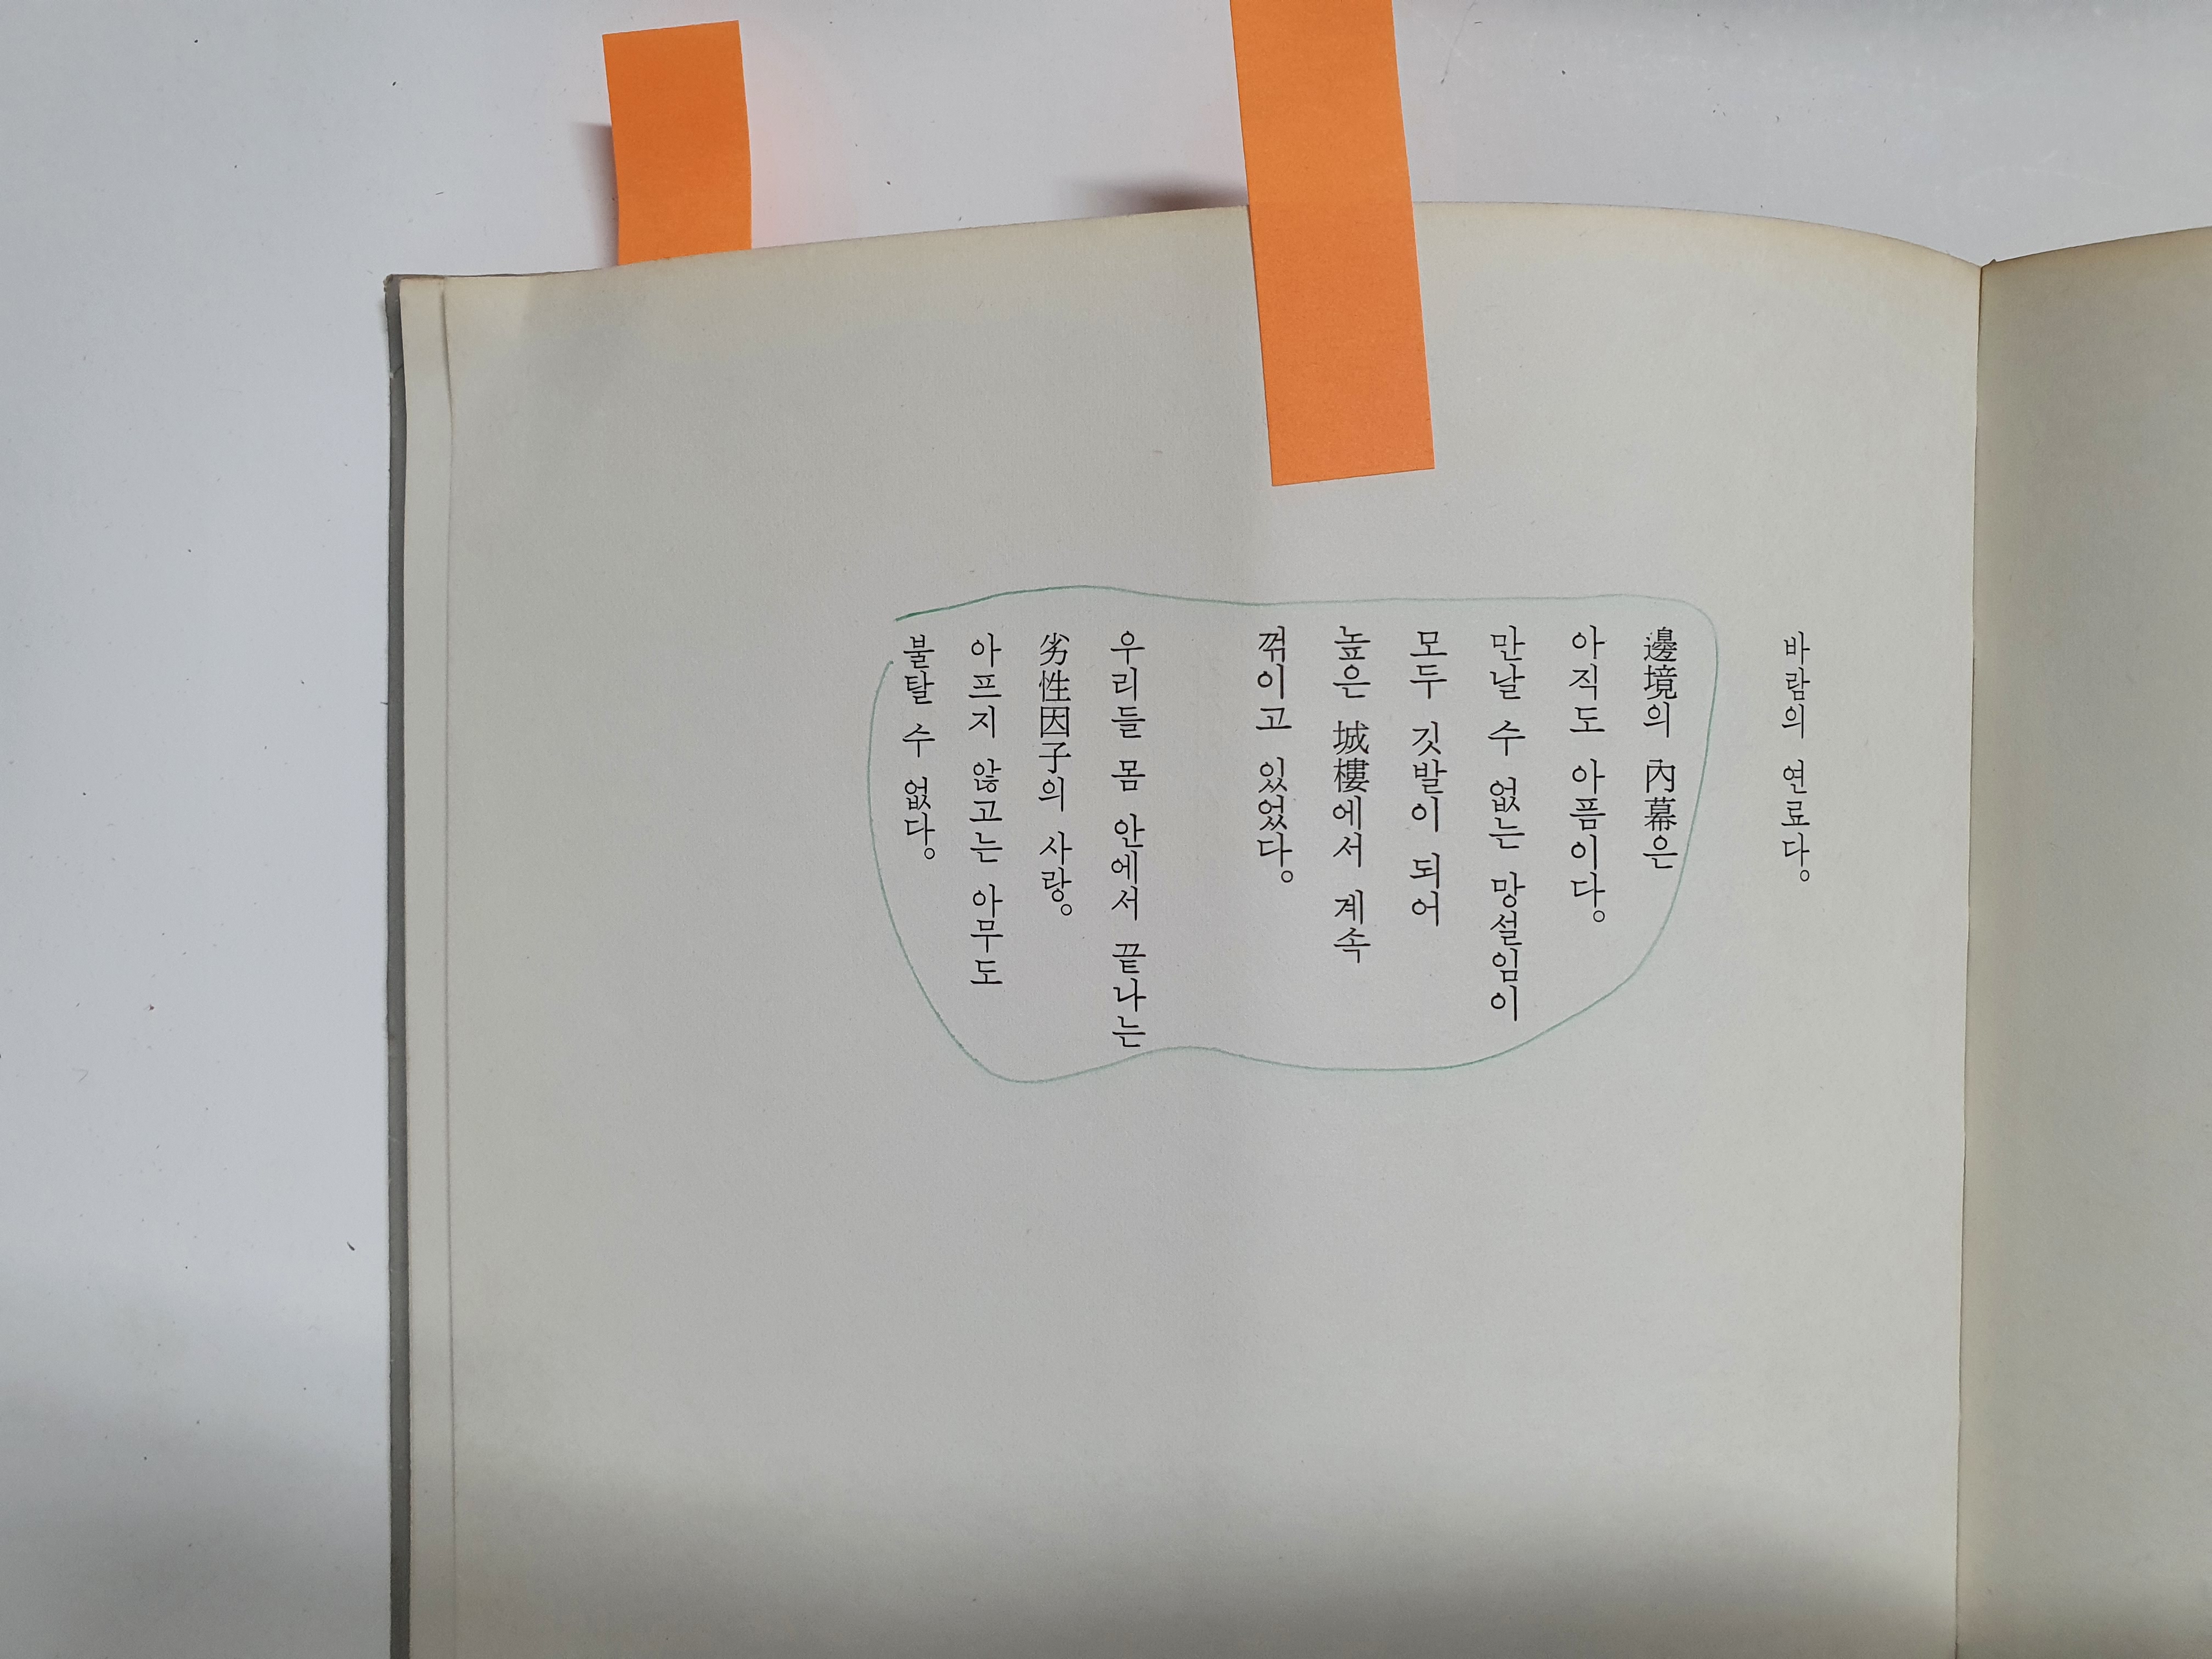 바람의 연료다。
邊境의 內幕은
아직도 아픔이다。
만날 수 없는 망설임이
모두 깃발이 되어
높은 城樓에서 계속
꺾이고 있었다。
우리들 몸 안에서 끝나는
劣性因子의 사랑。
아프지 않고는 아무도
불탈 수 없다。